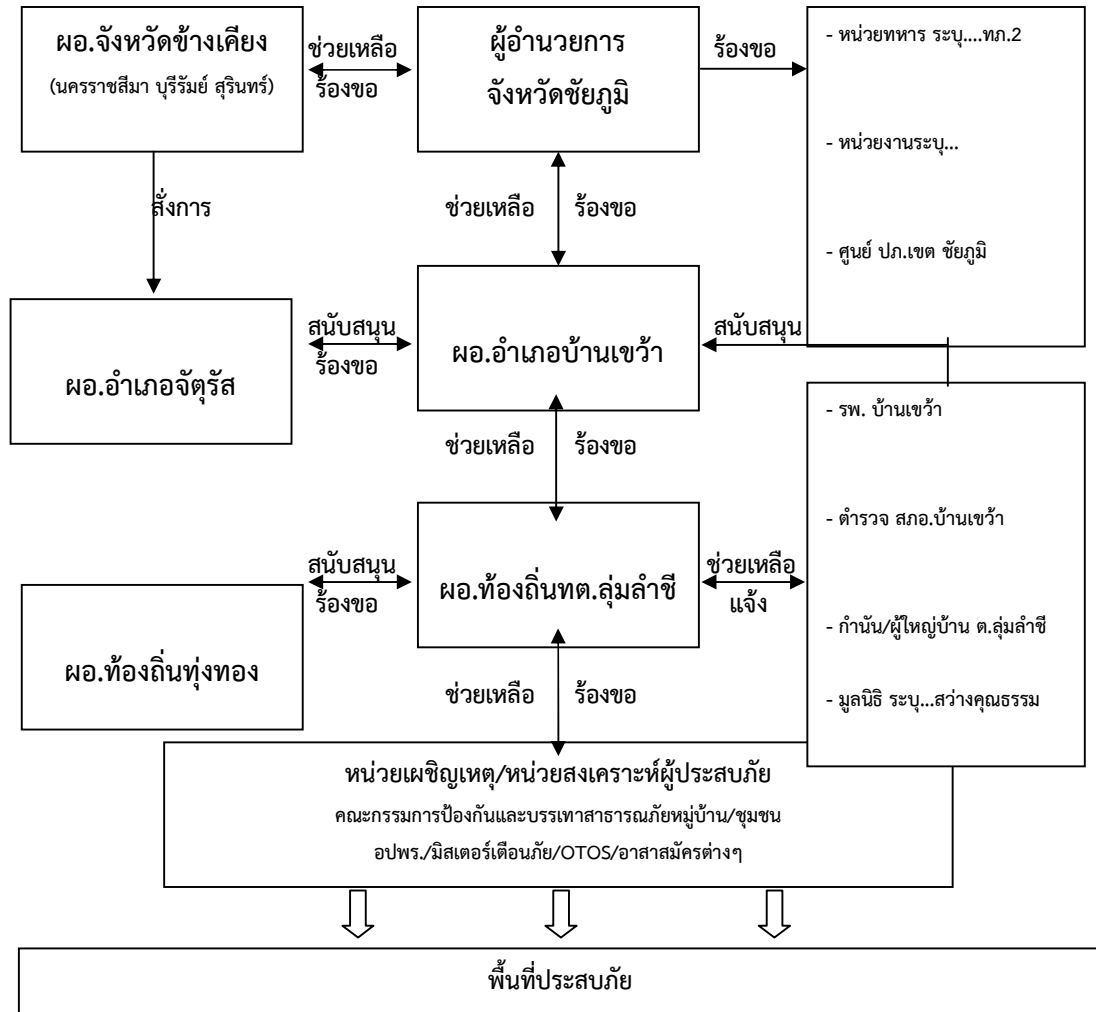 ผอ.จังหวัดข้างเคียง
(นครราชสีมา บุรีรัมย์ สุรินทร์)
ช่วยเหลือ
ร้องขอ
ผู้อำนวยการ
จังหวัดชัยภูมิ
ร้องขอ
- หน่วยทหาร ระบุ....ทภ.2
- หน่วยงานระบุ...
- ศูนย์ ปภ.เขต ชัยภูมิ
สั่งการ
ช่วยเหลือ ร้องขอ
ผอ.อำเภอจัตุรัส
สนับสนุน
ร้องขอ
ผอ.อำเภอบ้านเขว้า
สนับสนุน
ช่วยเหลือ ร้องขอ
- รพ. บ้านเขว้า
- ตำรวจ สภอ.บ้านเขว้า
- กำนัน/ผู้ใหญ่บ้าน ต.ลุ่มลำชี
- มูลนิธิ ระบุ...สว่างคุณธรรม
ผอ.ท้องถิ่นทุ่งทอง
สนับสนุน
ร้องขอ
ผอ.ท้องถิ่นทต.ลุ่มลำชี
ช่วยเหลือ
แจ้ง
ช่วยเหลือ ร้องขอ
หน่วยเผชิญเหตุ/หน่วยสงเคราะห์ผู้ประสบภัย
คณะกรรมการป้องกันและบรรเทาสาธารณภัยหมู่บ้าน/ชุมชน
อปพร./มิสเตอร์เตือนภัย/OTOS/อาสาสมัครต่างๆ
พื้นที่ประสบภัย